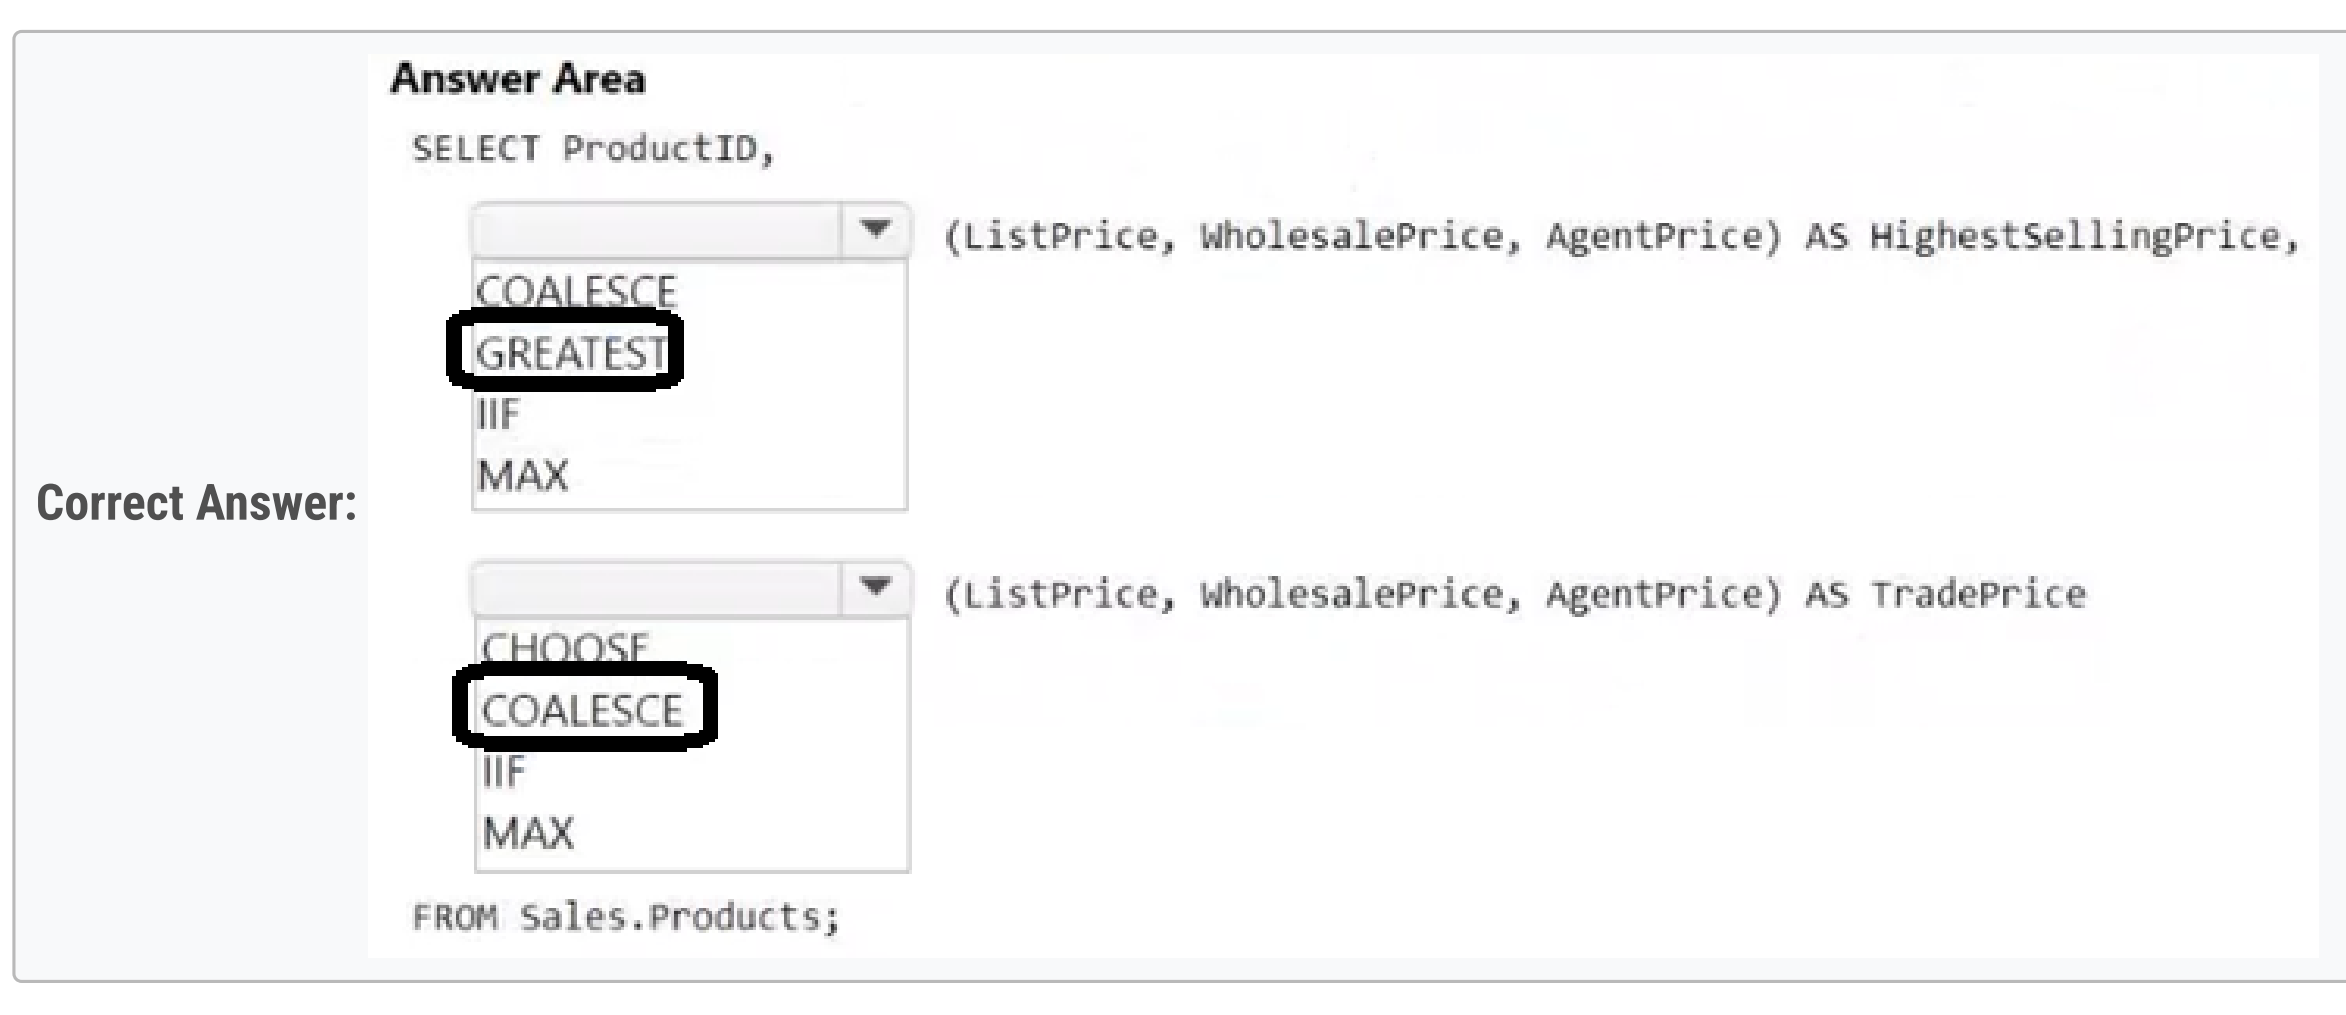 Answer Area
SELECT ProductID,
(ListPrice, WholesalePrice, AgentPrice) AS HighestSellingPrice,
COALESCE
GREATEST
IIF
MAX
Correct Answer:
(ListPrice, WholesalePrice, AgentPrice) AS TradePrice
CHOOSE
COALESCE
IIF
MAX
FROM Sales.Products;